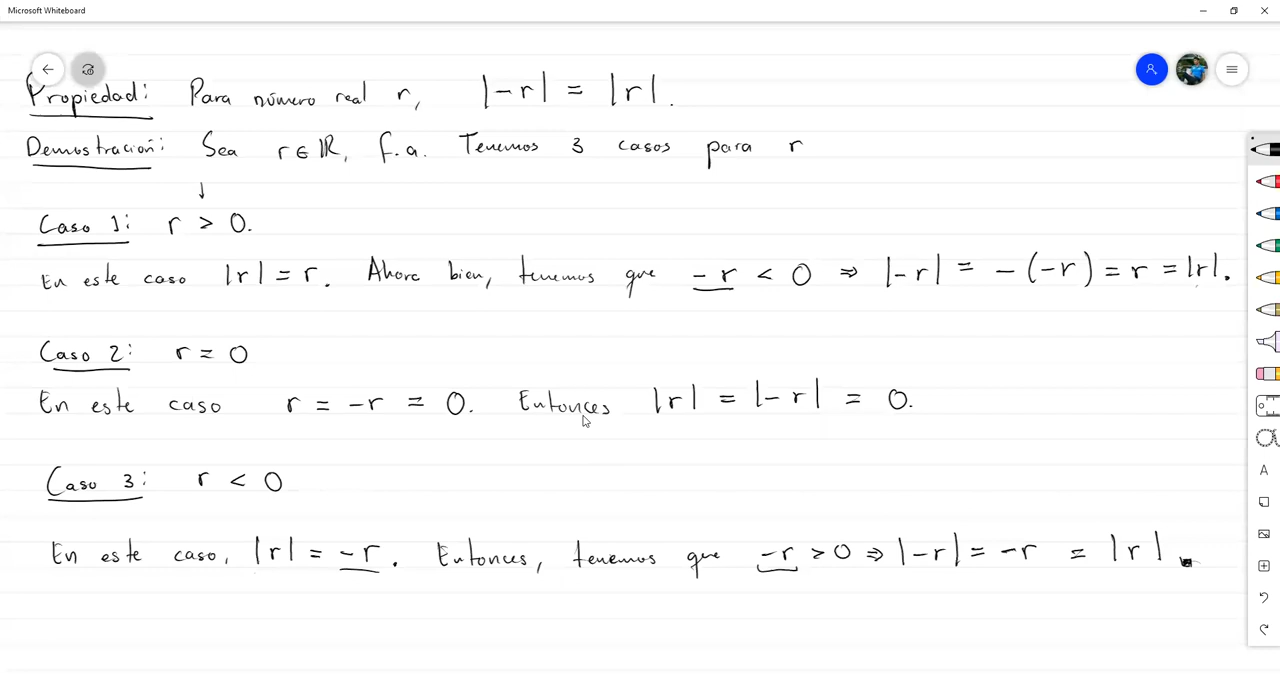 Microsoft Whiteboard
Propiedad: Para número real r, |-r| = |r|.
Demostración: Sea r ∈ ℝ, f.a. Tenemos 3 casos para r
↓
Caso 1: r > 0.
En este caso |r| = r. Ahora bien, tenemos que -r < 0 ⇒ |-r| = -(-r) = r = |r|.
Caso 2: r = 0
En este caso r = -r = 0. Entonces |r| = |-r| = 0.
Caso 3: r < 0
En este caso, |r| = -r. Entonces, tenemos que -r > 0 ⇒ |-r| = -r = |r| ■